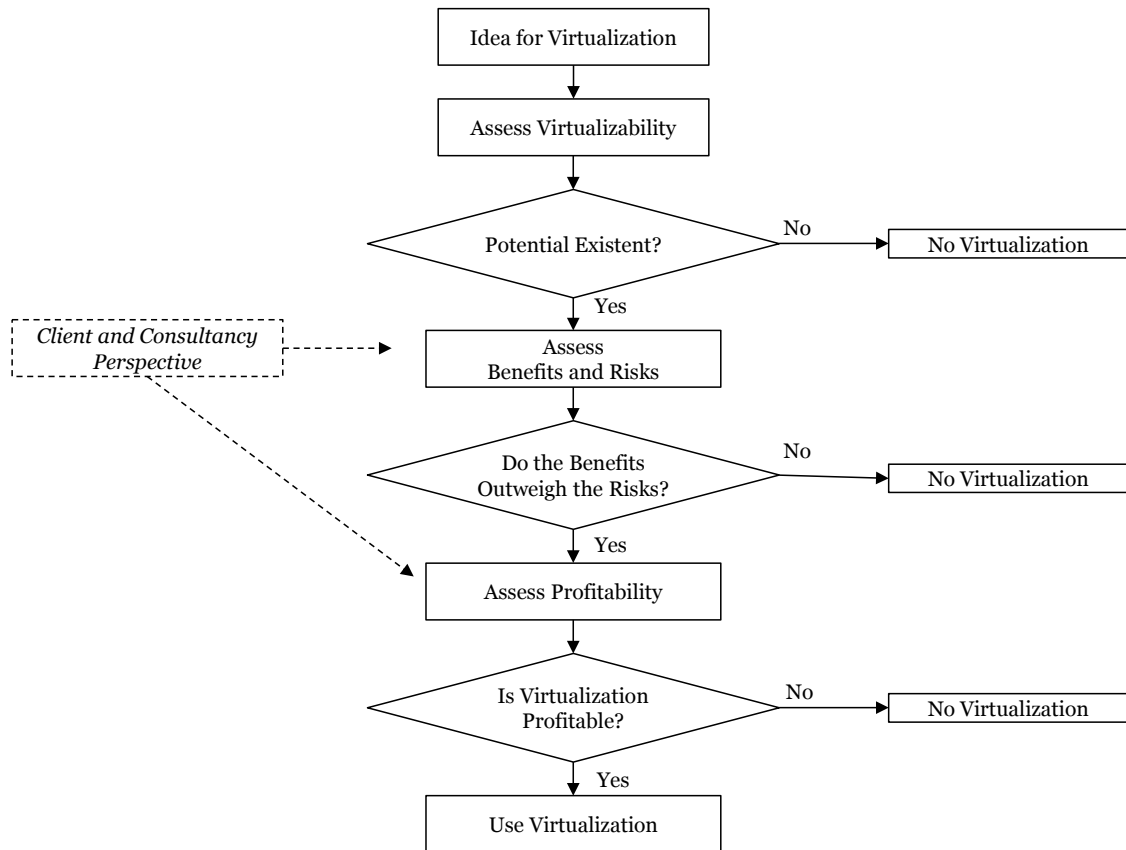 Idea for Virtualization
Assess Virtualizability
Potential Existent?
No
No Virtualization
Yes
Client and Consultancy
Perspective
Assess
Benefits and Risks
Do the Benefits
Outweigh the Risks?
No
No Virtualization
Yes
Assess Profitability
Is Virtualization
Profitable?
No
No Virtualization
Yes
Use Virtualization